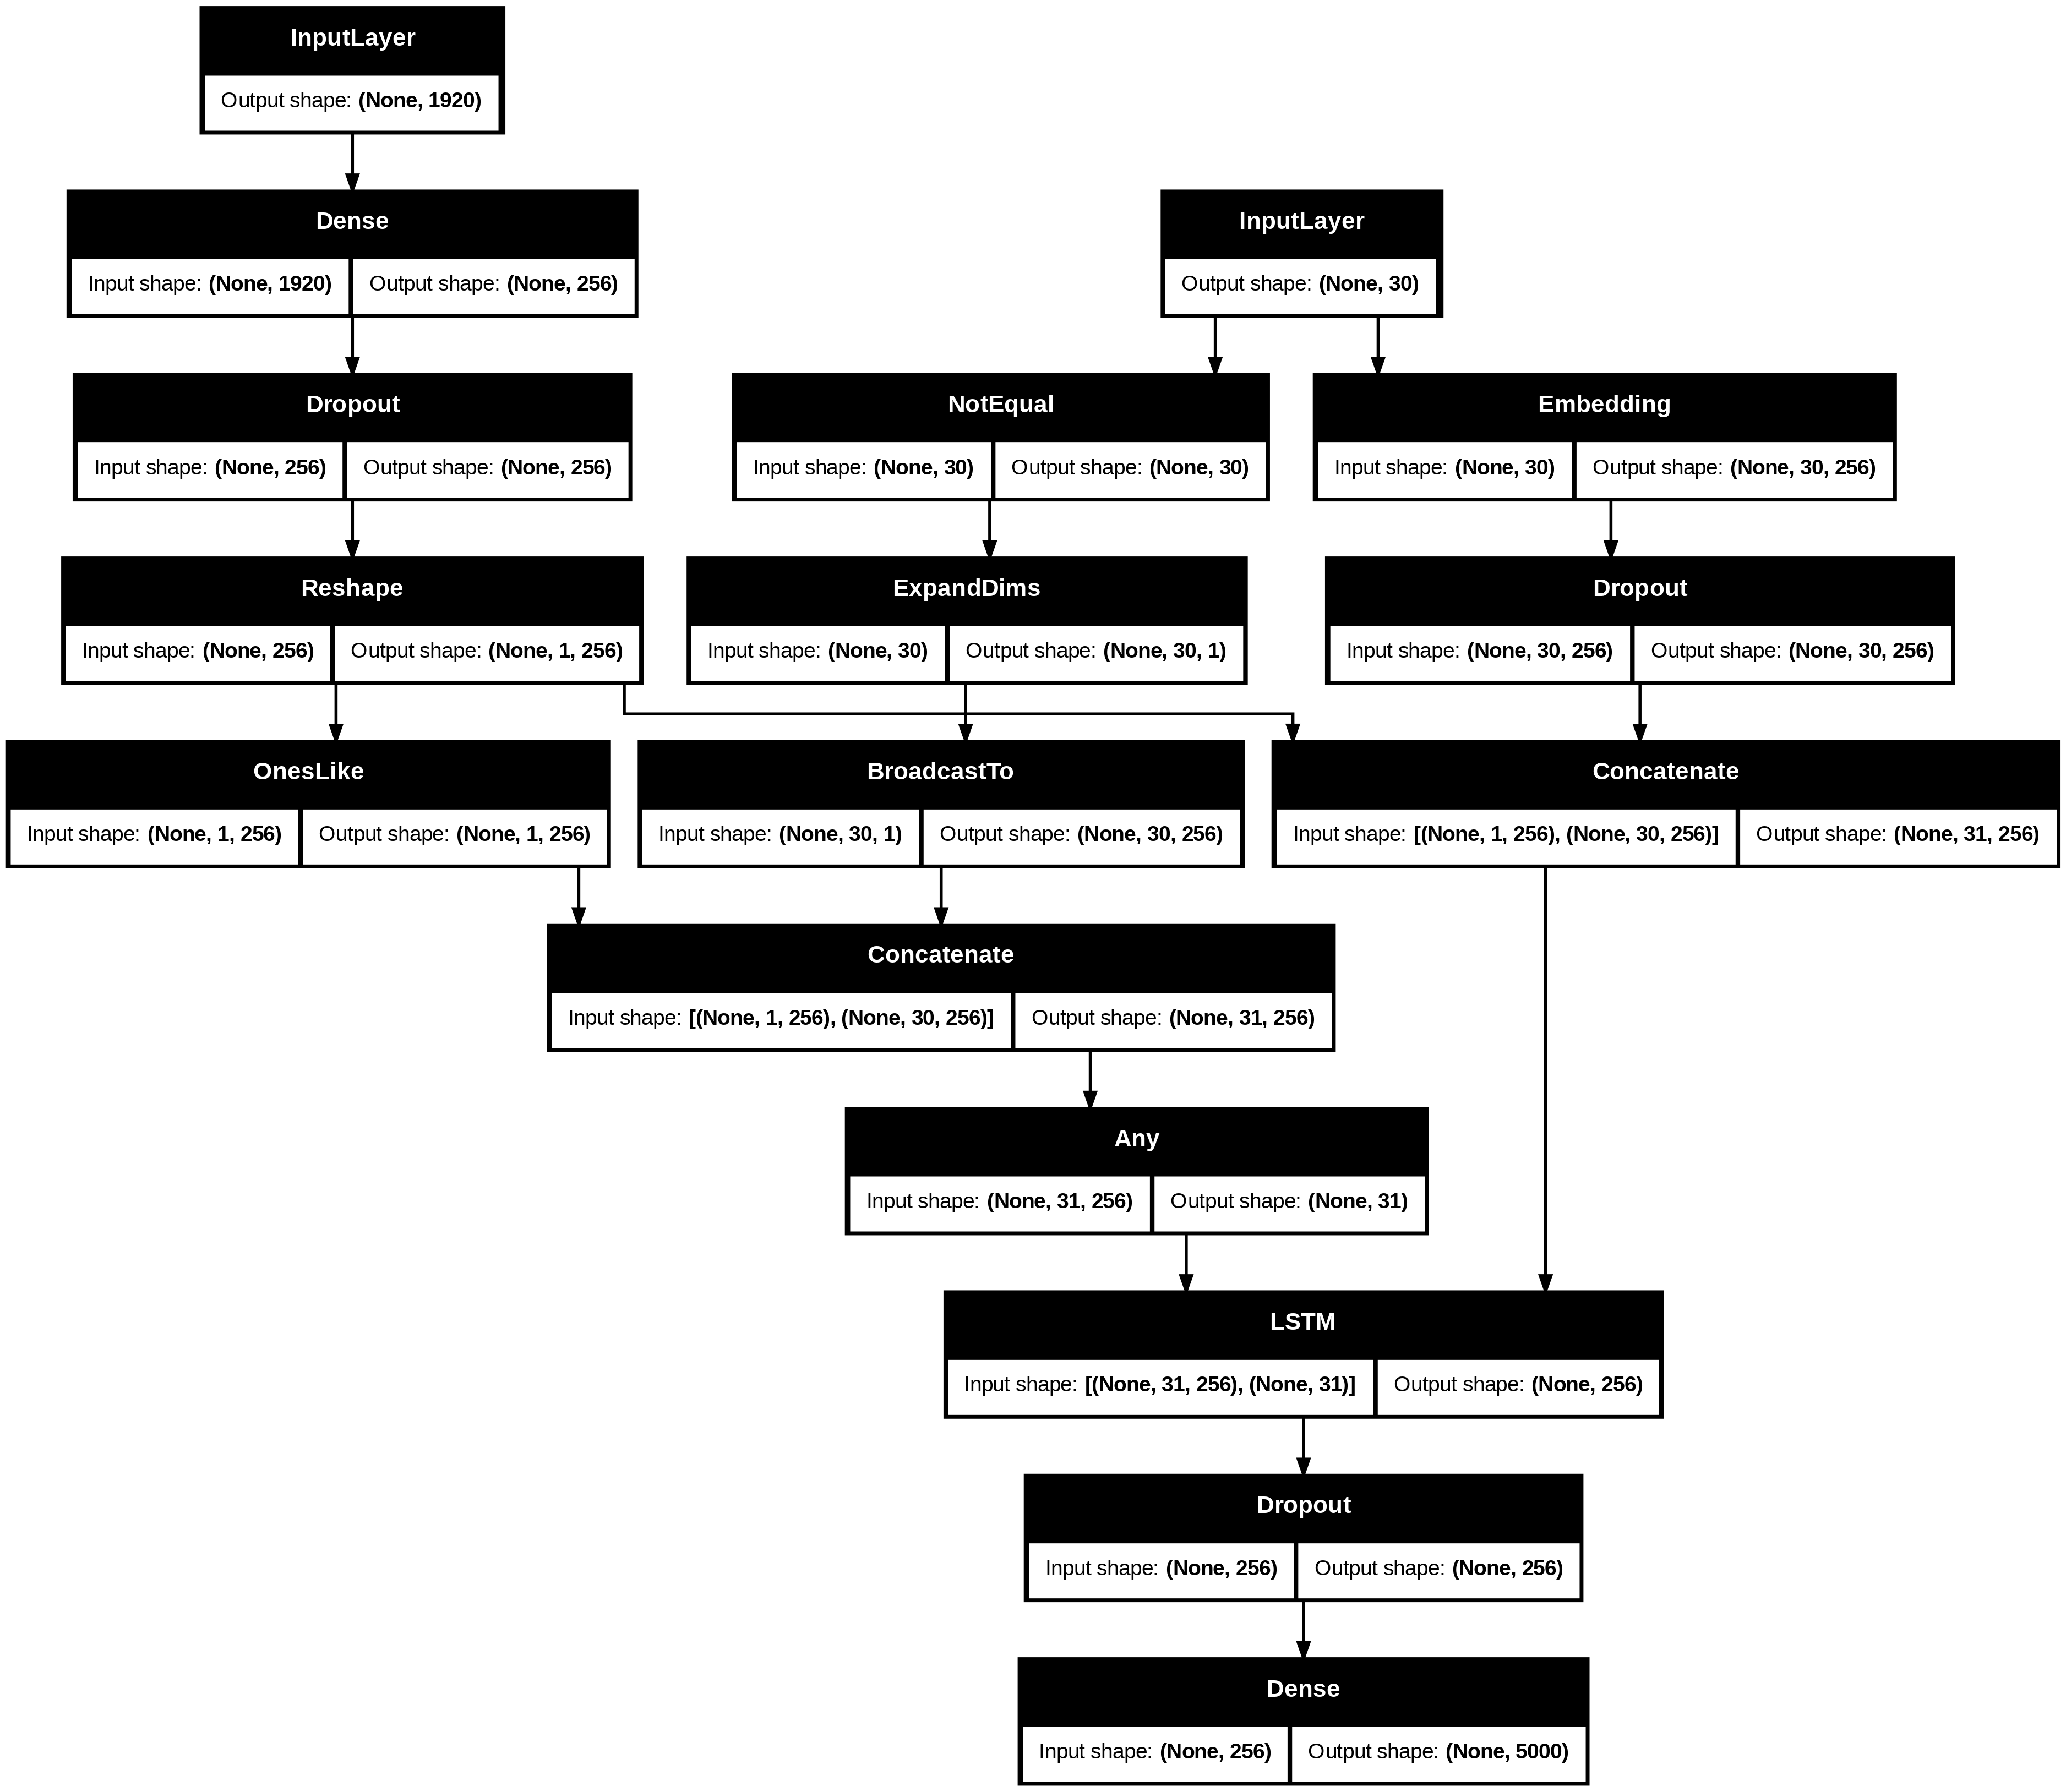 InputLayer
Output shape: (None, 1920)
Dense
Input shape: (None, 1920) Output shape: (None, 256)
InputLayer
Output shape: (None, 30)
Dropout
Input shape: (None, 256) Output shape: (None, 256)
NotEqual
Input shape: (None, 30) Output shape: (None, 30)
Embedding
Input shape: (None, 30) Output shape: (None, 30, 256)
Reshape
Input shape: (None, 256) Output shape: (None, 1, 256)
ExpandDims
Input shape: (None, 30) Output shape: (None, 30, 1)
Dropout
Input shape: (None, 30, 256) Output shape: (None, 30, 256)
OnesLike
Input shape: (None, 1, 256) Output shape: (None, 1, 256)
BroadcastTo
Input shape: (None, 30, 1) Output shape: (None, 30, 256)
Concatenate
Input shape: [(None, 1, 256), (None, 30, 256)] Output shape: (None, 31, 256)
Concatenate
Input shape: [(None, 1, 256), (None, 30, 256)] Output shape: (None, 31, 256)
Any
Input shape: (None, 31, 256) Output shape: (None, 31)
LSTM
Input shape: [(None, 31, 256), (None, 31)] Output shape: (None, 256)
Dropout
Input shape: (None, 256) Output shape: (None, 256)
Dense
Input shape: (None, 256) Output shape: (None, 5000)